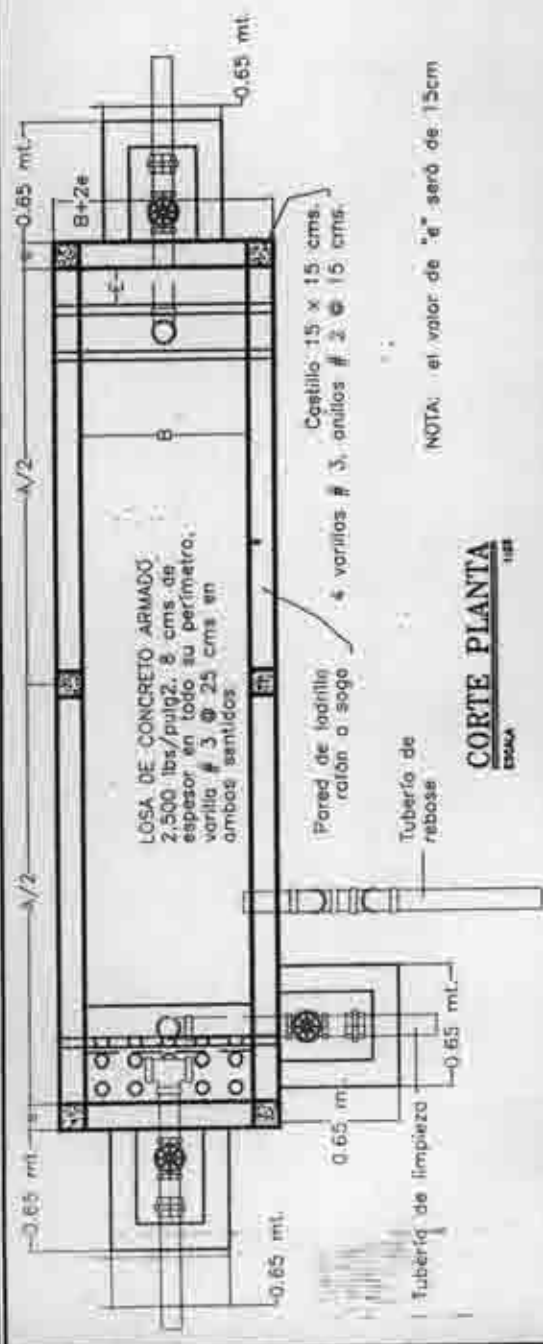 0.65 mt.
A/2
A/2
0.65 mt.
0.65 mt.
B+2e
0.65 mt.
e
e
E
B
LOSA DE CONCRETO ARMADO
2,500 lbs/pulg2. 8 cms de
espesor en todo su perímetro,
varilla # 3 @ 25 cms en
ambos sentidos
Pared de ladrillo
rafón a soga
Castillo 15 x 15 cms.
4 varillas # 3, anillos # 2 @ 15 cms.
0.65 m.
0.65 mt.
Tubería de limpieza
Tubería de
rebose
NOTA: el valor de "e" será de 15cm
CORTE PLANTA
ESCALA